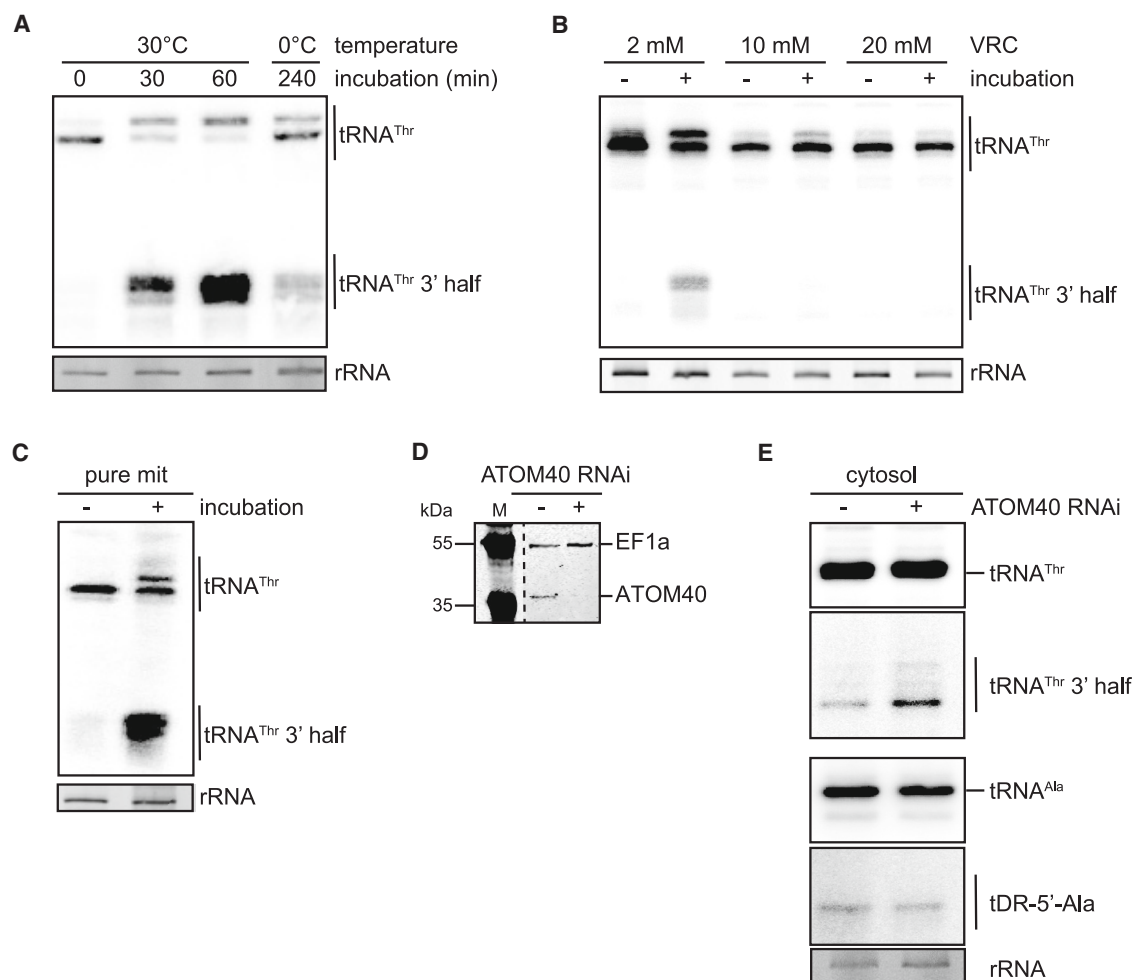 A
30°C 0°C temperature
0 30 60 240 incubation (min)
tRNAThr
tRNAThr 3' half
rRNA
B
2 mM 10 mM 20 mM VRC
- + - + - + incubation
tRNAThr
tRNAThr 3' half
rRNA
C
pure mit
- + incubation
tRNAThr
tRNAThr 3' half
rRNA
D
ATOM40 RNAi
kDa M - +
55 EF1a
ATOM40
35
E
cytosol
- + ATOM40 RNAi
tRNAThr
tRNAThr 3' half
tRNAAla
tDR-5'-Ala
rRNA